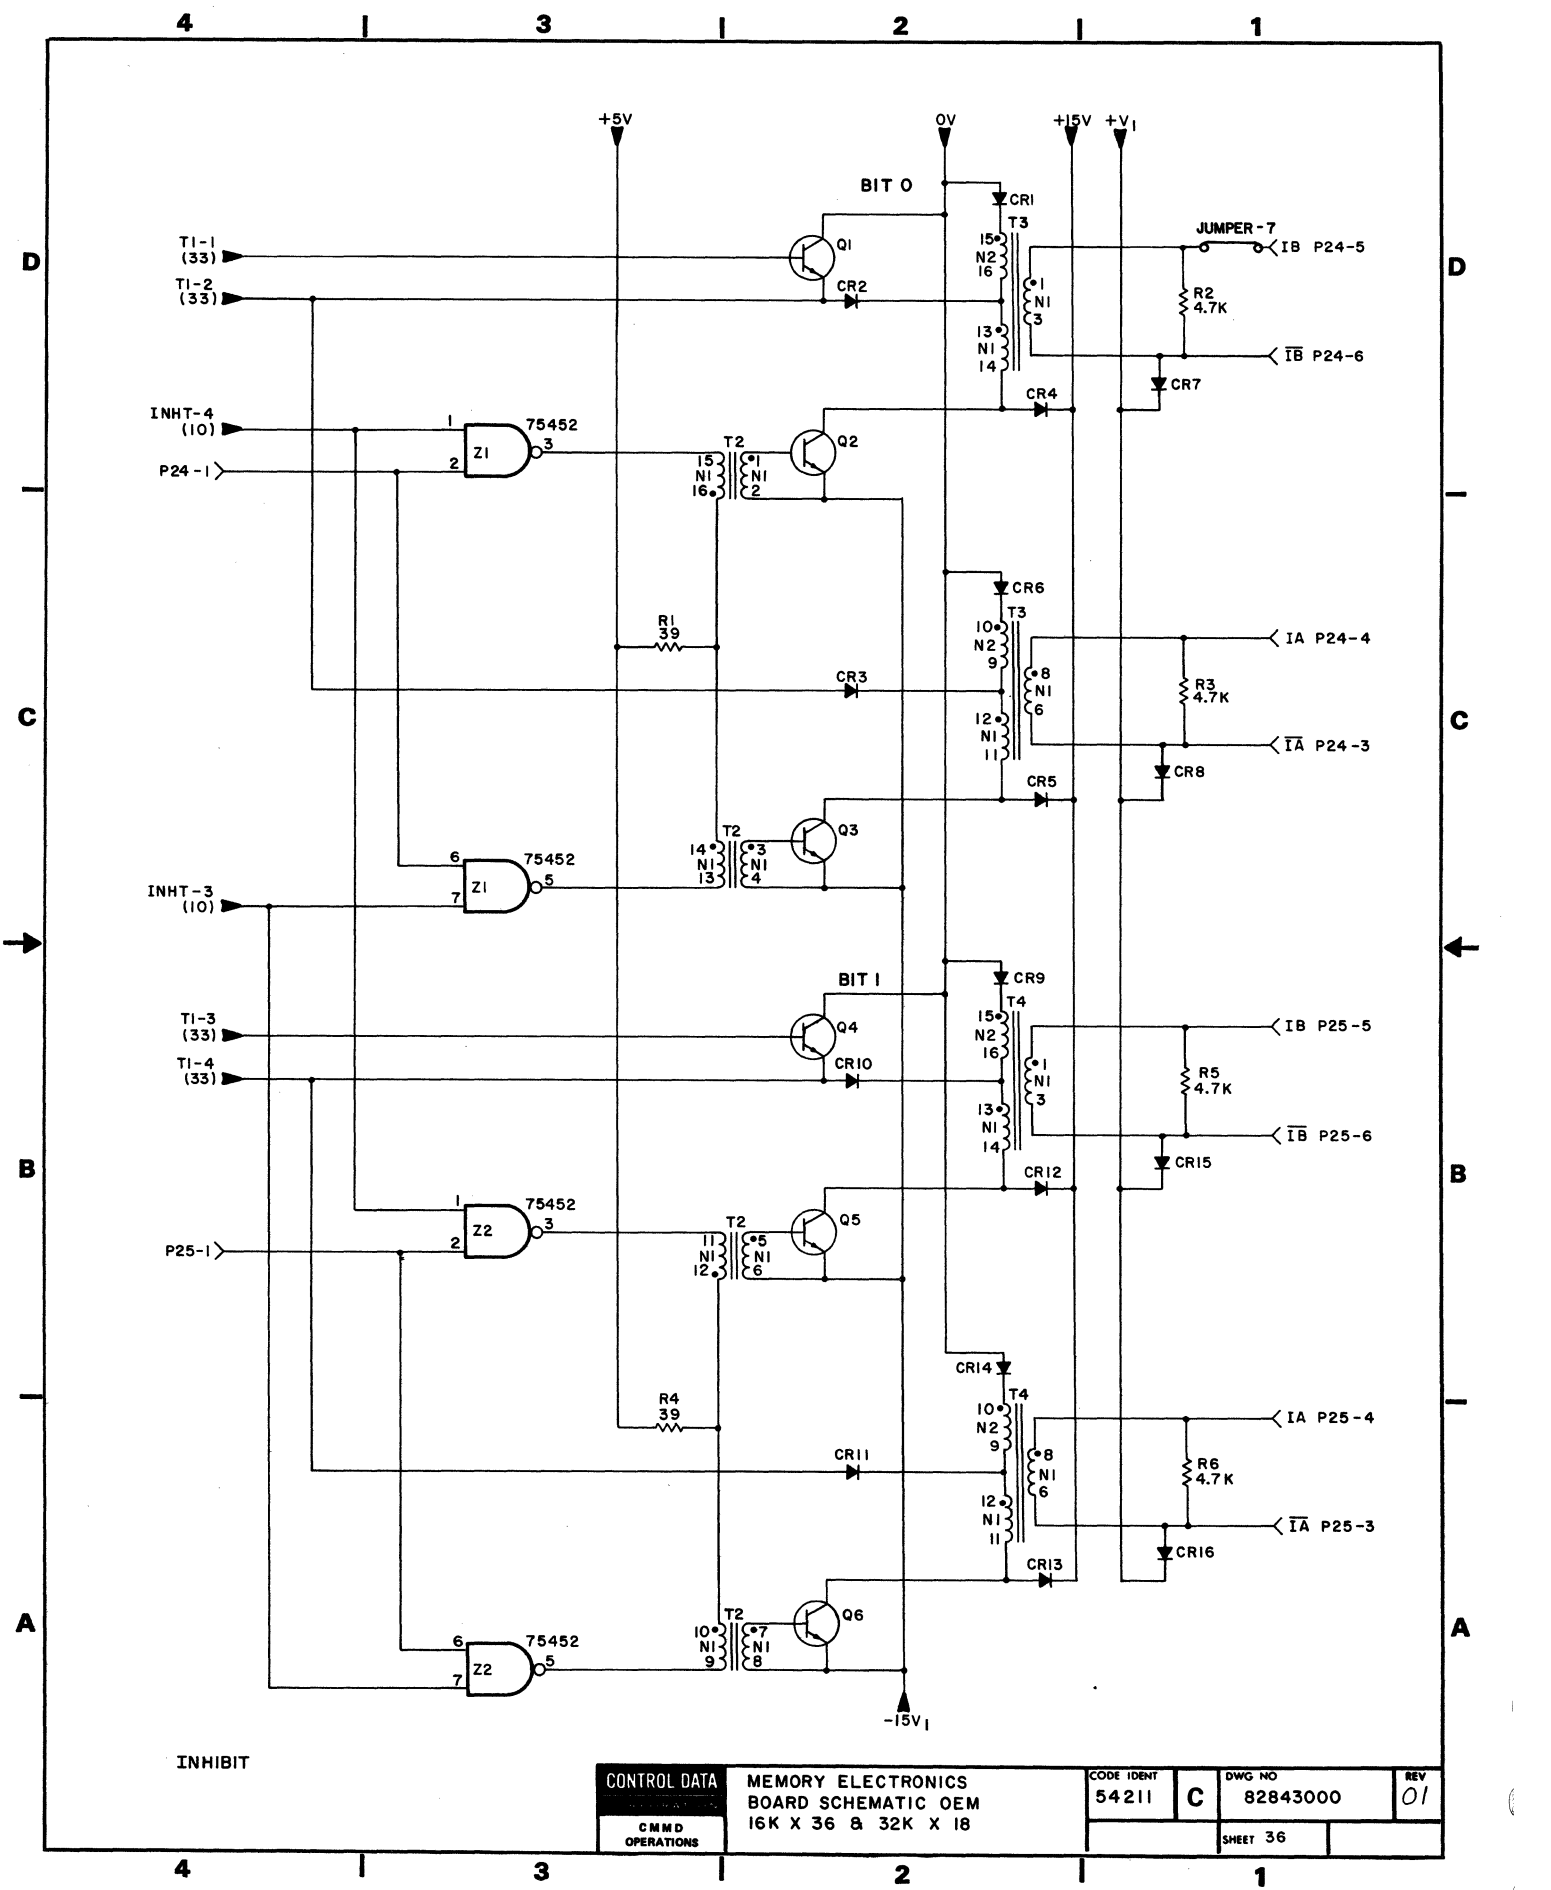 4 3 2 1
+5V 0V +15V +V1
BIT 0
CR1
T3
JUMPER-7
T1-1
(33)
Q1
15
N2
16
IB P24-5
D D
T1-2
(33)
CR2
1
N1
3
R2
4.7K
13
N1
14
IB P24-6
CR7
CR4
INHT-4
(10)
1
75452
Z1
3
T2
Q2
P24-1
2
15
N1
16
1
N1
2
CR6
T3
R1
39
10
N2
9
IA P24-4
CR3
8
N1
6
R3
4.7K
C C
12
N1
11
IA P24-3
CR8
CR5
T2
Q3
14
N1
13
3
N1
4
6
75452
Z1
5
INHT-3
(10)
7
BIT 1
CR9
T4
T1-3
(33)
Q4
15
N2
16
IB P25-5
T1-4
(33)
CR10
1
N1
3
R5
4.7K
13
N1
14
IB P25-6
CR15
B B
CR12
1
75452
Z2
3
T2
Q5
P25-1
2
11
N1
12
5
N1
6
CR14
T4
R4
39
10
N2
9
IA P25-4
CR11
8
N1
6
R6
4.7K
12
N1
11
IA P25-3
CR16
CR13
A A
T2
Q6
10
N1
9
7
N1
8
6
75452
Z2
5
7
-15V1
INHIBIT
CONTROL DATA
CMMD
OPERATIONS
MEMORY ELECTRONICS
BOARD SCHEMATIC OEM
16K X 36 & 32K X 18
CODE IDENT
54211
C
DWG NO
82843000
REV
01
SHEET 36
4 3 2 1